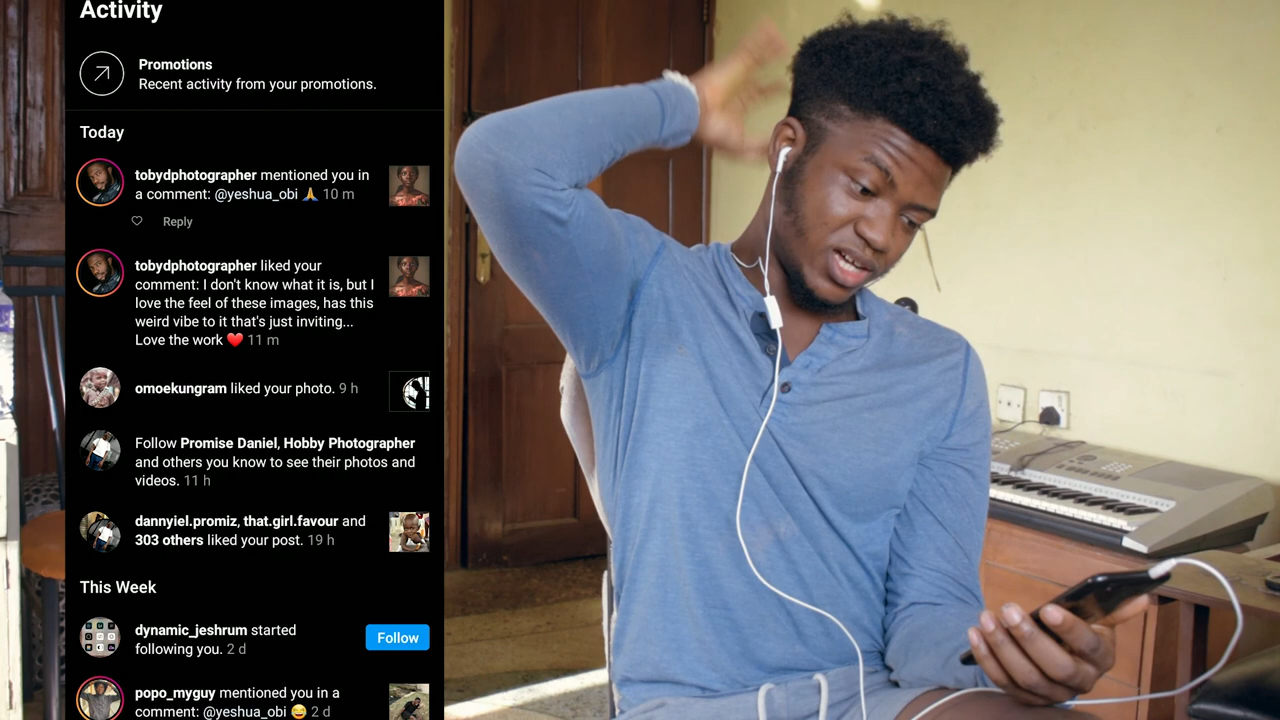 Activity
Promotions
Recent activity from your promotions.
Today
tobydphotographer mentioned you in
a comment: @yeshua_obi 🙏 10 m
Reply
tobydphotographer liked your
comment: I don't know what it is, but I
love the feel of these images, has this
weird vibe to it that's just inviting...
Love the work ❤️ 11 m
omoekungram liked your photo. 9 h
Follow Promise Daniel, Hobby Photographer
and others you know to see their photos and
videos. 11 h
dannyiel.promiz, that.girl.favour and
303 others liked your post. 19 h
This Week
dynamic_jeshrum started
following you. 2 d
Follow
popo_myguy mentioned you in a
comment: @yeshua_obi 😂 2 d